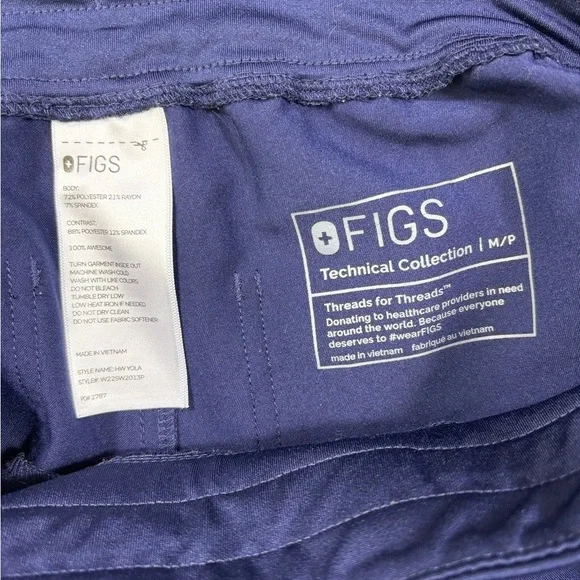 FIGS
BODY:
72% POLYESTER 21% RAYON
7% SPANDEX
CONTRAST:
88% POLYESTER 12% SPANDEX
100% AWESOME
TURN GARMENT INSIDE OUT
MACHINE WASH COLD
WASH WITH LIKE COLORS
DO NOT BLEACH
TUMBLE DRY LOW
LOW HEAT IRON IF NEEDED
DO NOT DRY CLEAN
DO NOT USE FABRIC SOFTENER
MADE IN VIETNAM
STYLE NAME: HW YOLA
STYLE#: W22SW2013P
PO# 2787
FIGS
Technical Collection | M/P
Threads for Threads™
Donating to healthcare providers in need
around the world. Because everyone
deserves to #wearFIGS
made in vietnam fabriqué au vietnam